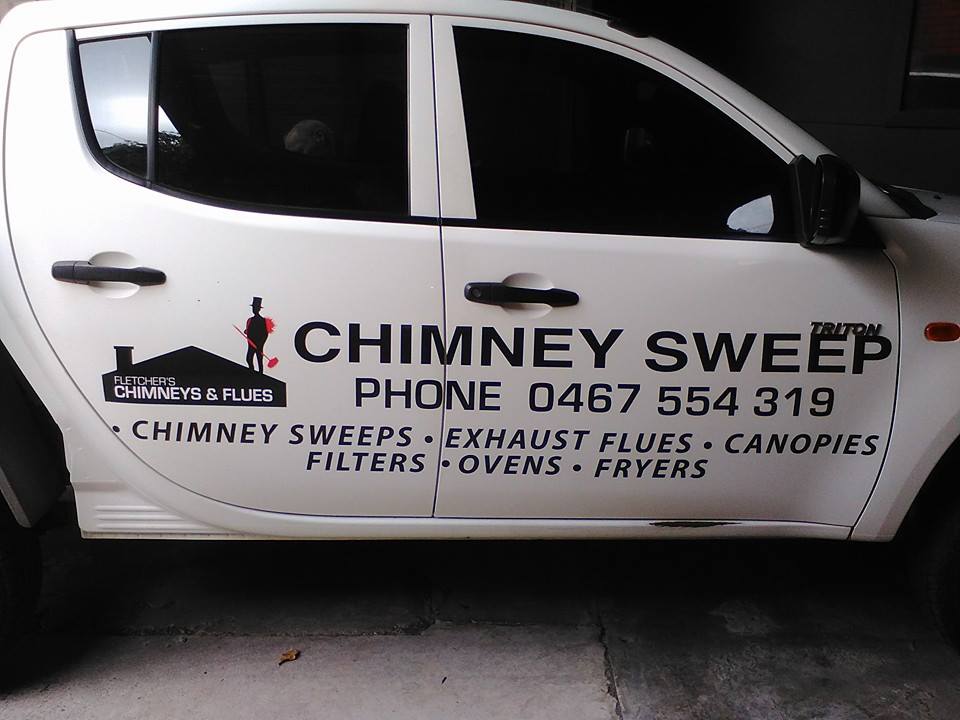 TRITON
CHIMNEY SWEEP
FLETCHER'S
CHIMNEYS & FLUES
PHONE 0467 554 319
• CHIMNEY SWEEPS • EXHAUST FLUES • CANOPIES
FILTERS • OVENS • FRYERS